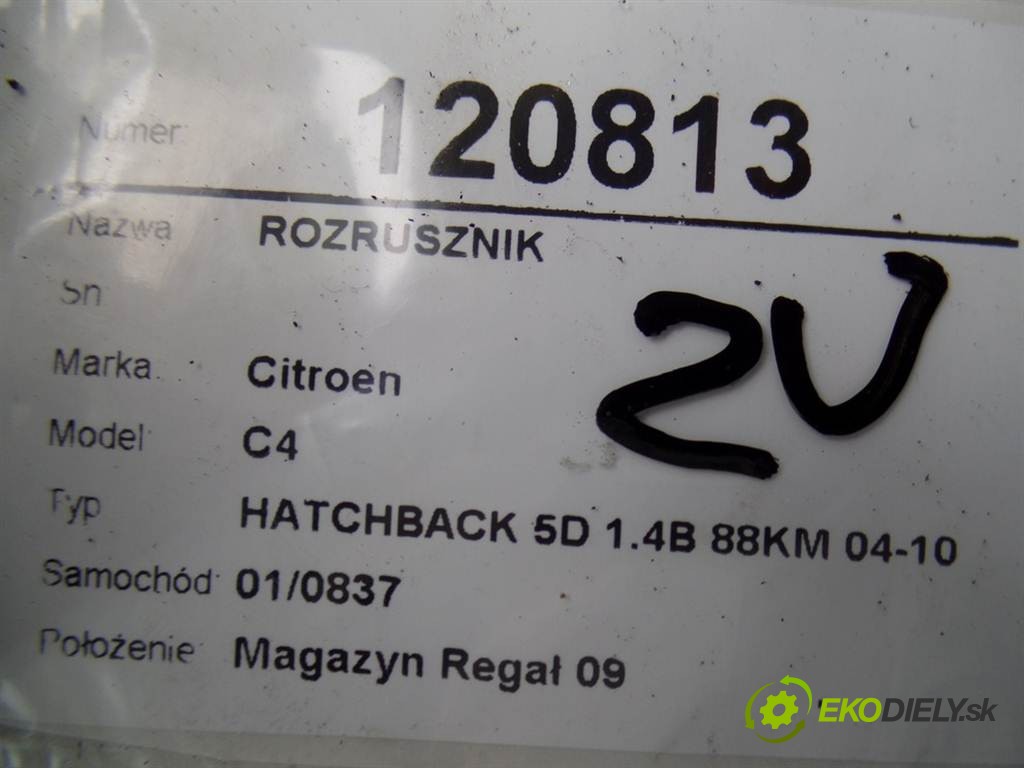 Numer: 120813
Nazwa ROZRUSZNIK
Sn
Marka: Citroen
Model: C4
Typ HATCHBACK 5D 1.4B 88KM 04-10
Samochód 01/0837
Położenie: Magazyn Regał 09
ZU
EKODIELY.sk